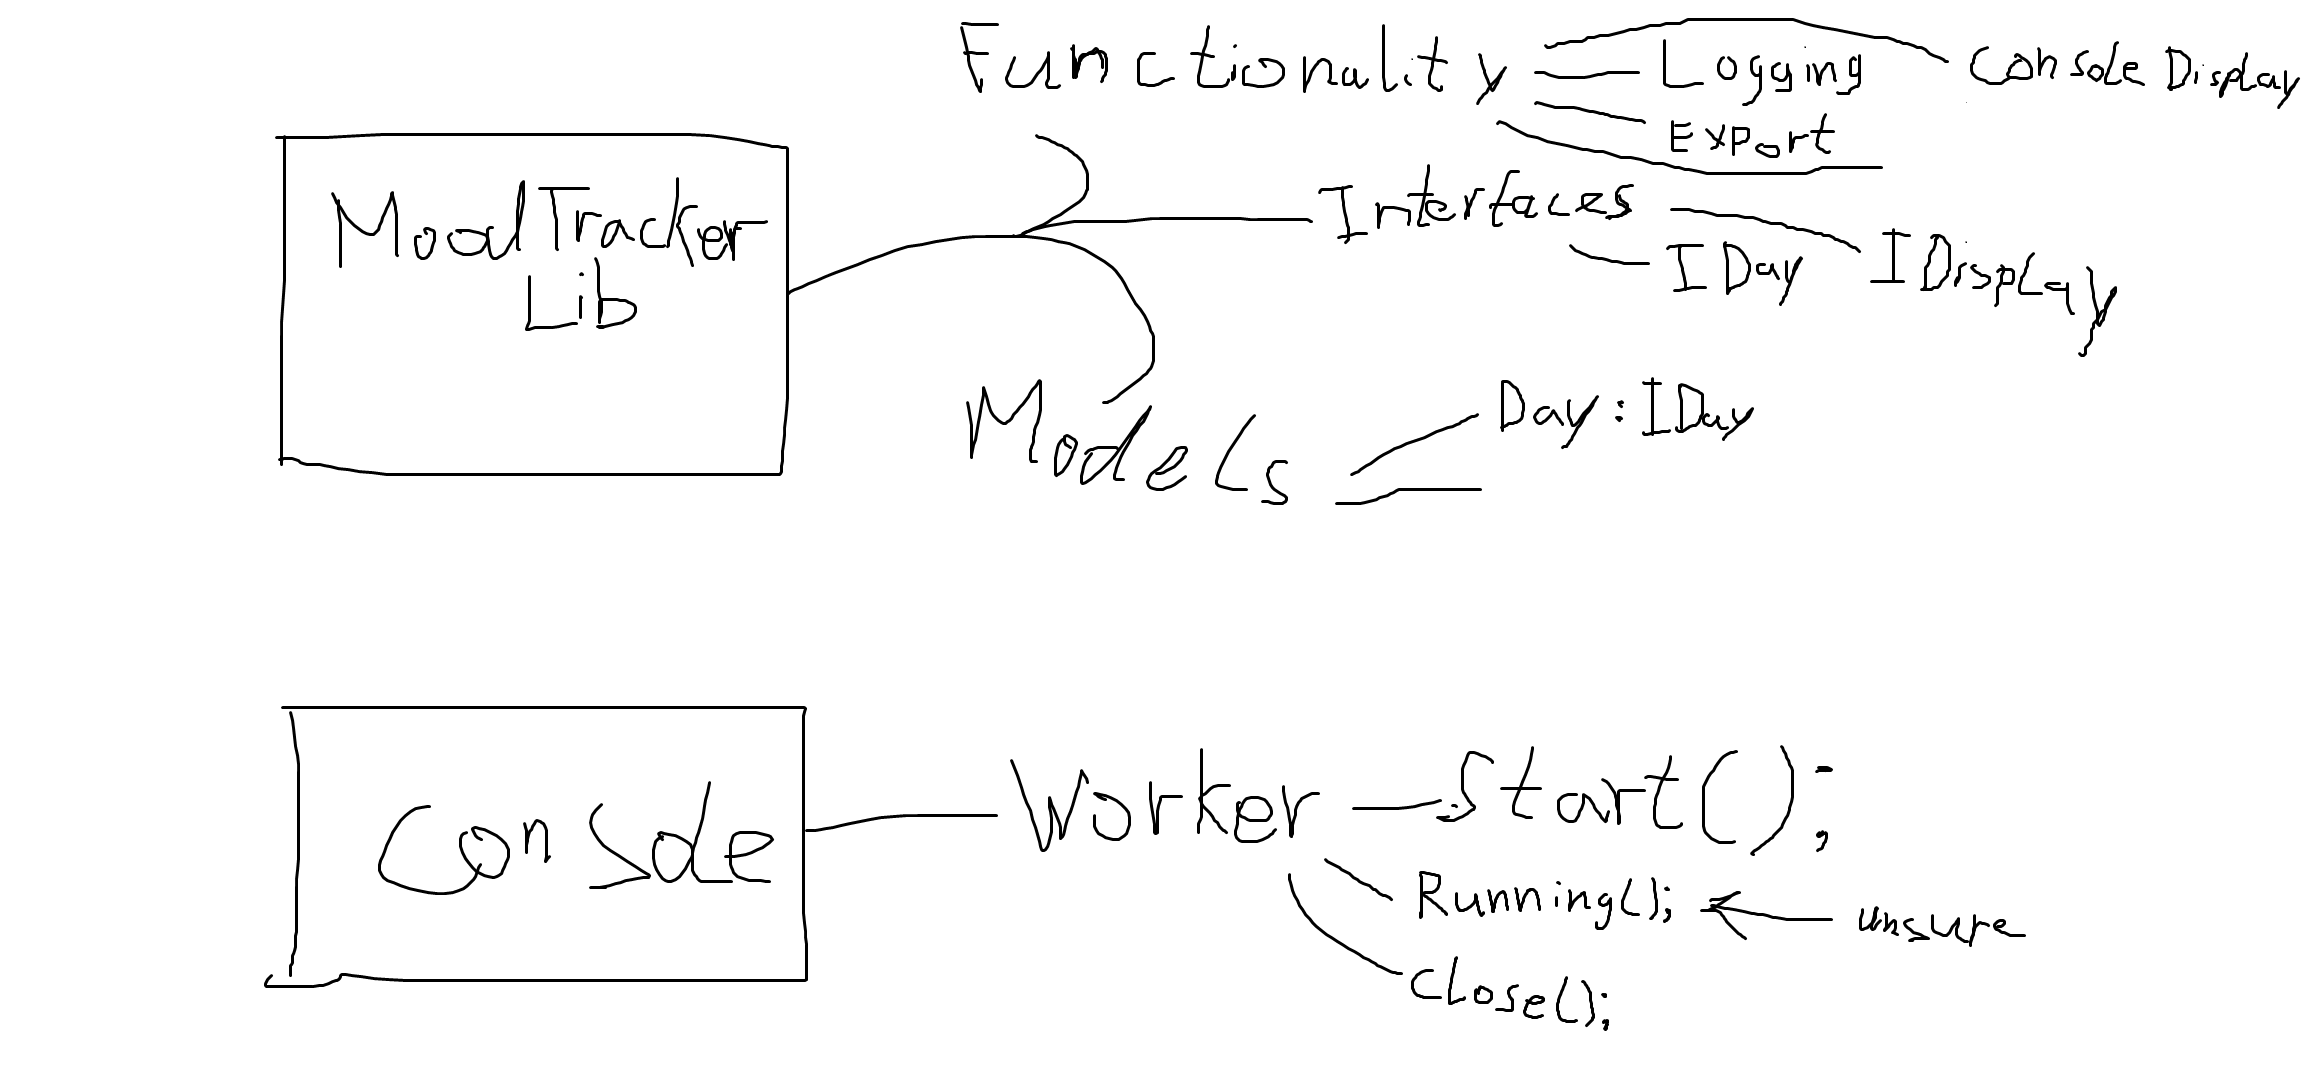 Functionality
Logging
Console Display
Export
MoodTracker
Lib
Interfaces
IDay
IDisplay
Models
Day : IDay
Console
Worker
Start();
Running();
unsure
Close();